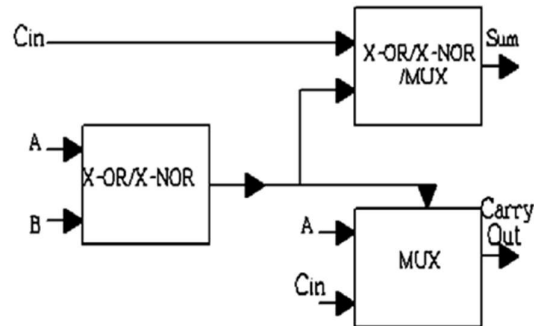 Cin
X-OR/X-NOR
/MUX
Sum
A
X-OR/X-NOR
B
A
MUX
Carry
Out
Cin